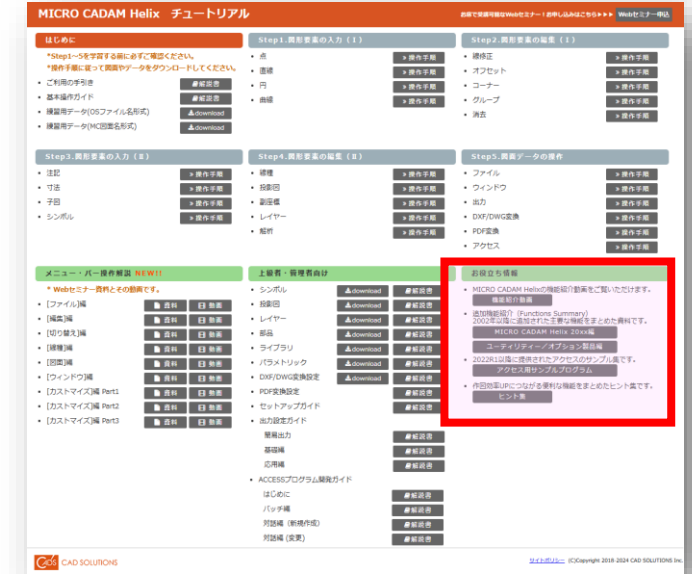 MICRO CADAM Helix チュートリアル
お席で受講可能なWebセミナー！お申し込みはこちら►►► Webセミナー申込
はじめに
*Step1～5を学習する前に必ずご確認ください。
*操作手順に従って図面やデータをダウンロードしてください。
• ご利用の手引き 解説書
• 基本操作ガイド 解説書
• 練習用データ(OSファイル名形式) download
• 練習用データ(MC図面名形式) download
Step1.図形要素の入力（Ⅰ）
• 点 » 操作手順
• 直線 » 操作手順
• 円 » 操作手順
• 曲線 » 操作手順
Step2.図形要素の編集（Ⅰ）
• 線修正 » 操作手順
• オフセット » 操作手順
• コーナー » 操作手順
• グループ » 操作手順
• 消去 » 操作手順
Step3.図形要素の入力（Ⅱ）
• 注記 » 操作手順
• 寸法 » 操作手順
• 子図 » 操作手順
• シンボル » 操作手順
Step4.図形要素の編集（Ⅱ）
• 線種 » 操作手順
• 投影図 » 操作手順
• 副座標 » 操作手順
• レイヤー » 操作手順
• 解析 » 操作手順
Step5.図面データの操作
• ファイル » 操作手順
• ウィンドウ » 操作手順
• 出力 » 操作手順
• DXF/DWG変換 » 操作手順
• PDF変換 » 操作手順
• アクセス » 操作手順
メニュー・バー操作解説 NEW!!
* Webセミナー資料とその動画です。
• [ファイル]編 資料 動画
• [編集]編 資料 動画
• [切り替え]編 資料 動画
• [線種]編 資料 動画
• [図面]編 資料 動画
• [ウィンドウ]編 資料 動画
• [カストマイズ]編 Part1 資料 動画
• [カストマイズ]編 Part2 資料 動画
• [カストマイズ]編 Part3 資料 動画
上級者・管理者向け
• シンボル download 解説書
• 投影図 download 解説書
• レイヤー download 解説書
• 部品 download 解説書
• ライブラリ download 解説書
• パラメトリック download 解説書
• DXF/DWG変換設定 download 解説書
• PDF変換設定 解説書
• セットアップガイド 解説書
• 出力設定ガイド
簡易出力 解説書
基礎編 解説書
応用編 解説書
• ACCESSプログラム開発ガイド
はじめに 解説書
バッチ編 解説書
対話編（新規作成） 解説書
対話編（変更） 解説書
お役立ち情報
• MICRO CADAM Helixの機能紹介動画をご覧いただけます。
機能紹介動画
• 追加機能紹介（Functions Summary）
2002年以降に追加された主要な機能をまとめた資料です。
MICRO CADAM Helix 20xx編
ユーティリティー／オプション製品編
• 2022R1以降に提供されたアクセスのサンプル集です。
アクセス用サンプルプログラム
• 作図効率UPにつながる便利な機能をまとめたヒント集です。
ヒント集
CAD SOLUTIONS
サイトポリシー (C)Copyright 2018-2024 CAD SOLUTIONS Inc.